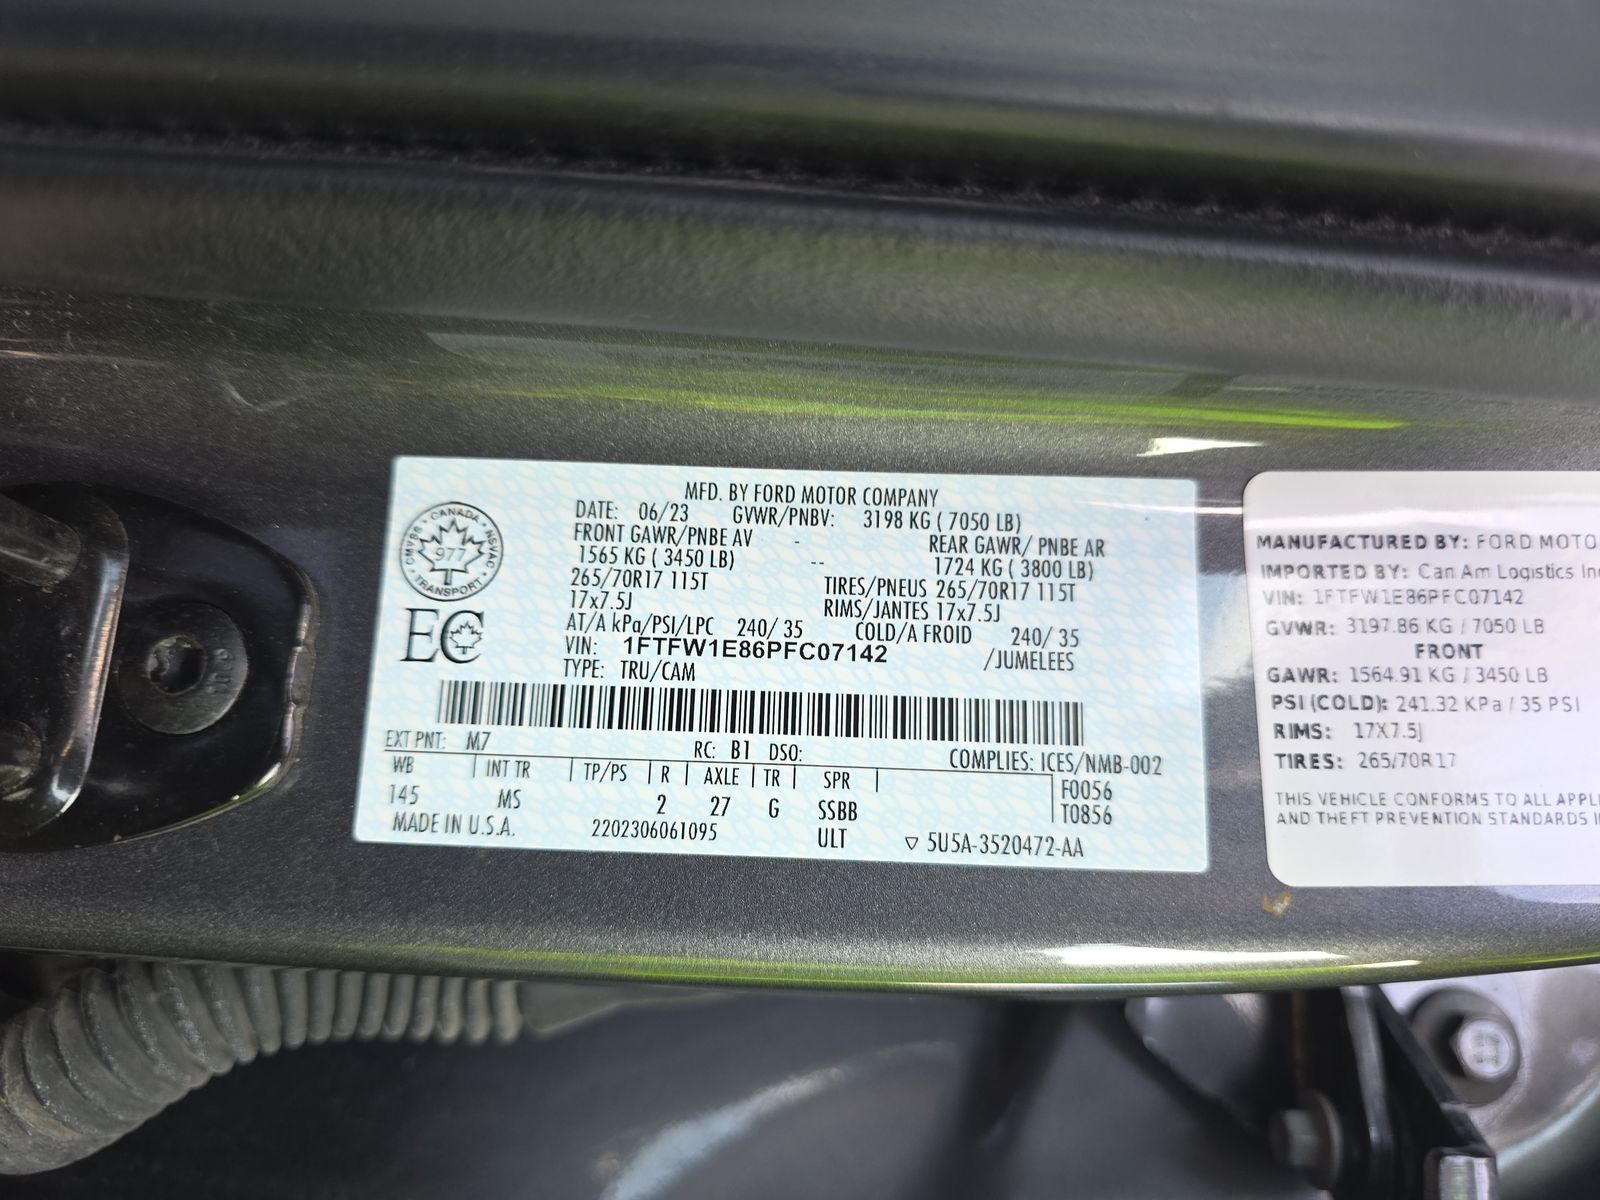 MFD. BY FORD MOTOR COMPANY
DATE: 06/23 GVWR/PNBV: 3198 KG ( 7050 LB)
FRONT GAWR/PNBE AV - REAR GAWR/ PNBE AR
1565 KG ( 3450 LB) -- 1724 KG ( 3800 LB)
265/70R17 115T TIRES/PNEUS 265/70R17 115T
17x7.5J RIMS/JANTES 17x7.5J
AT/A kPa/PSI/LPC 240/ 35 COLD/A FROID 240/ 35
VIN: 1FTFW1E86PFC07142 /JUMELEES
TYPE: TRU/CAM
CANADA
CMVSS NSVAC
977
TRANSPORT
EC
EXT PNT: M7 RC: B1 DSO: COMPLIES: ICES/NMB-002
WB INT TR TP/PS R AXLE TR SPR F0056
145 MS 2 27 G SSBB T0856
MADE IN U.S.A. 2202306061095 ULT ▽ 5U5A-3520472-AA
MANUFACTURED BY: FORD MOTO
IMPORTED BY: Can Am Logistics Inc
VIN: 1FTFW1E86PFC07142
GVWR: 3197.86 KG / 7050 LB
FRONT
GAWR: 1564.91 KG / 3450 LB
PSI (COLD): 241.32 KPa / 35 PSI
RIMS: 17X7.5J
TIRES: 265/70R17
THIS VEHICLE CONFORMS TO ALL APPL
AND THEFT PREVENTION STANDARDS I